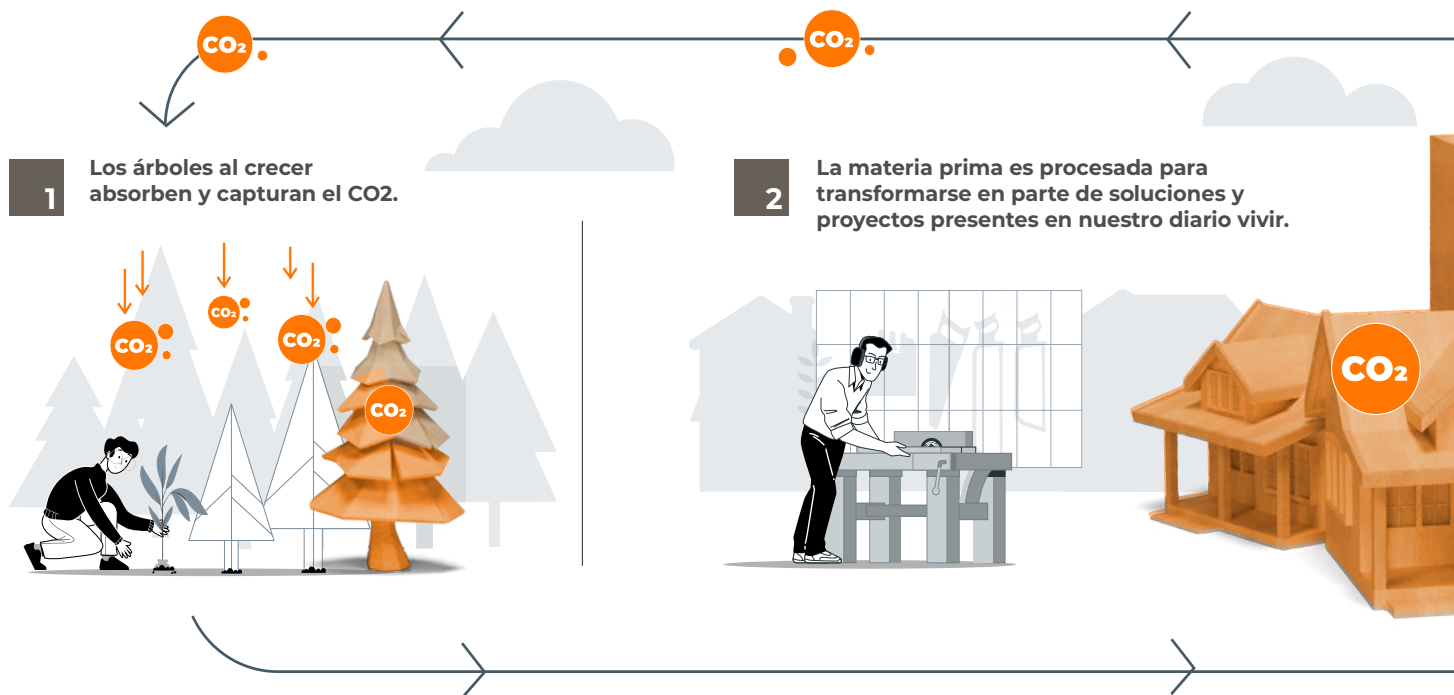 CO₂
CO₂
1
Los árboles al crecer
absorben y capturan el CO2.
2
La materia prima es procesada para
transformarse en parte de soluciones y
proyectos presentes en nuestro diario vivir.
CO₂
CO₂
CO₂
CO₂
CO₂